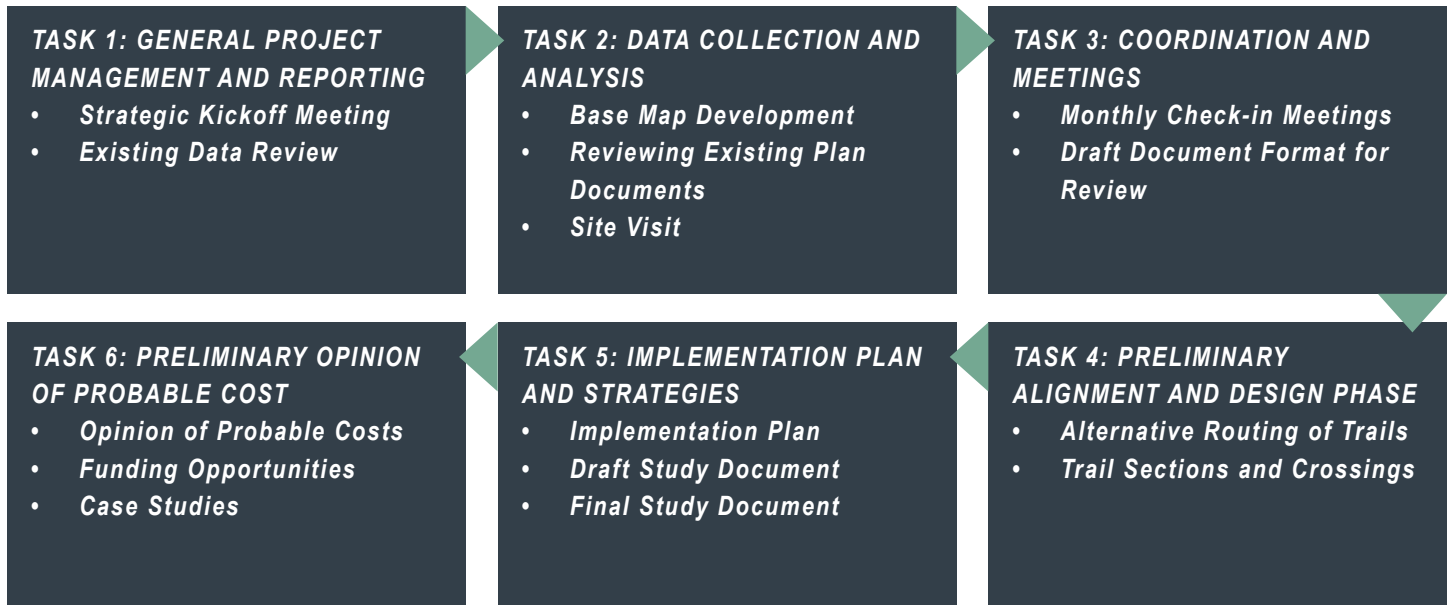 TASK 1: GENERAL PROJECT
MANAGEMENT AND REPORTING
• Strategic Kickoff Meeting
• Existing Data Review
TASK 2: DATA COLLECTION AND
ANALYSIS
• Base Map Development
• Reviewing Existing Plan
Documents
• Site Visit
TASK 3: COORDINATION AND
MEETINGS
• Monthly Check-in Meetings
• Draft Document Format for
Review
TASK 4: PRELIMINARY
ALIGNMENT AND DESIGN PHASE
• Alternative Routing of Trails
• Trail Sections and Crossings
TASK 5: IMPLEMENTATION PLAN
AND STRATEGIES
• Implementation Plan
• Draft Study Document
• Final Study Document
TASK 6: PRELIMINARY OPINION
OF PROBABLE COST
• Opinion of Probable Costs
• Funding Opportunities
• Case Studies